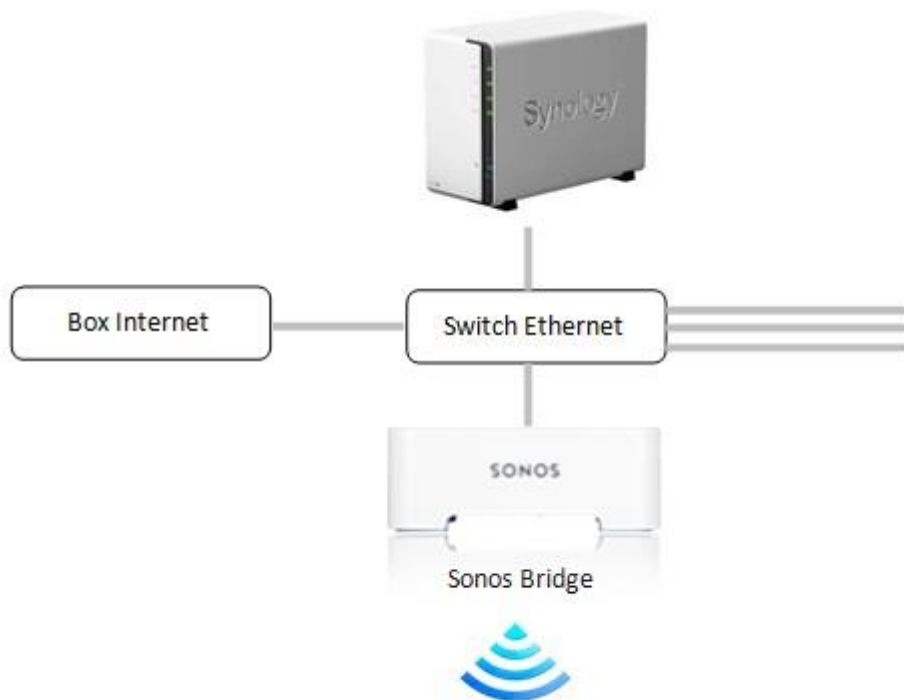 Synology
Box Internet
Switch Ethernet
SONOS
Sonos Bridge